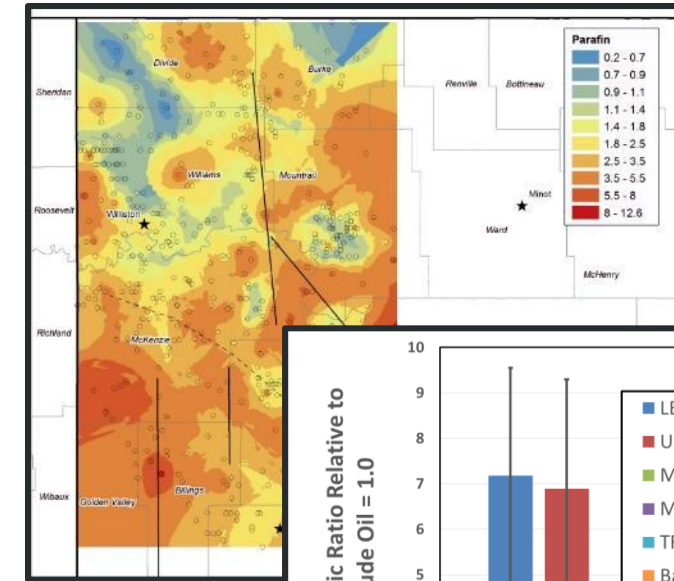 Parafin
0.2 - 0.7
0.7 - 0.9
0.9 - 1.1
1.1 - 1.4
1.4 - 1.8
1.8 - 2.5
2.5 - 3.5
3.5 - 5.5
5.5 - 8
8 - 12.6
Divide
Burke
Renville
Bottineau
Sheridan
Williams
Mountrail
Roosevelt
Williston
Minot
Ward
McHenry
Richland
McKenzie
Wibaux
Golden Valley
Billings
ic Ratio Relative to
ude Oil = 1.0
10
9
8
7
6
5
LE
U
M
M
TF
Ba